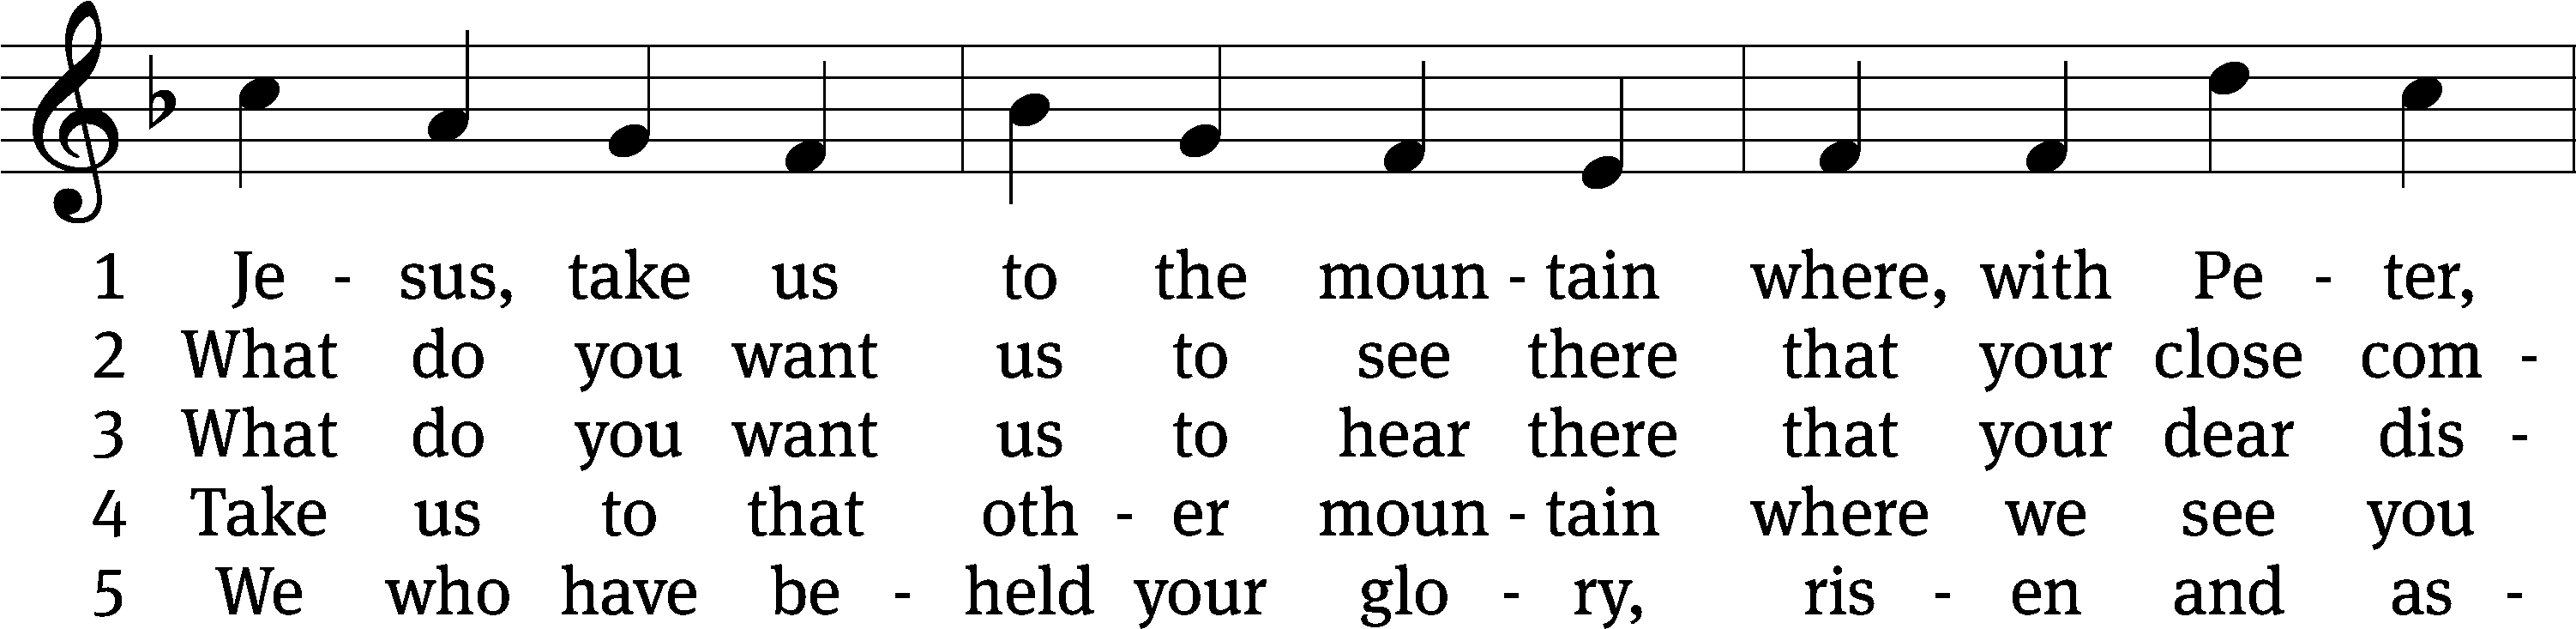 1 Je - sus, take us to the moun - tain where, with Pe - ter,
2 What do you want us to see there that your close com -
3 What do you want us to hear there that your dear dis -
4 Take us to that oth - er moun - tain where we see you
5 We who have be - held your glo - ry, ris - en and as -